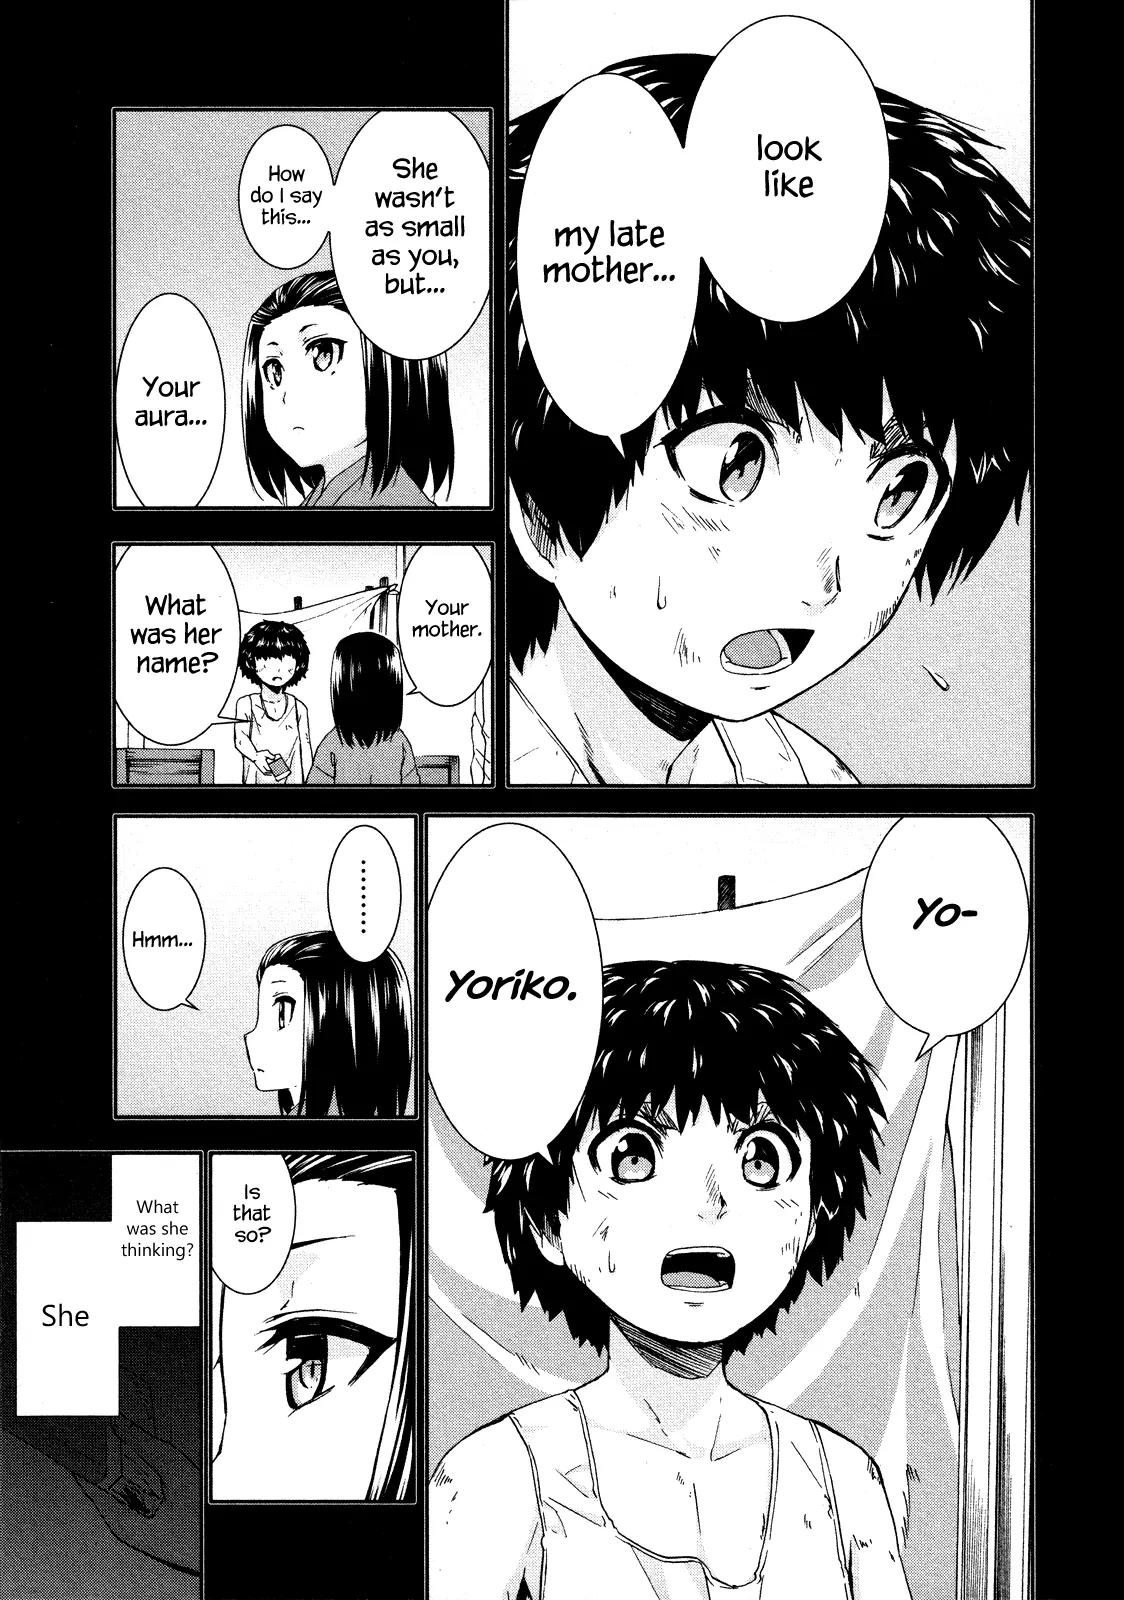 look
like
my late
mother...
She
wasn't
as small
as you,
but...
How
do I say
this...
Your
aura...
Your
mother.
What
was her
name?
Yo-
Yoriko.
.........
Hmm...
Is
that
so?
What
was she
thinking?
She